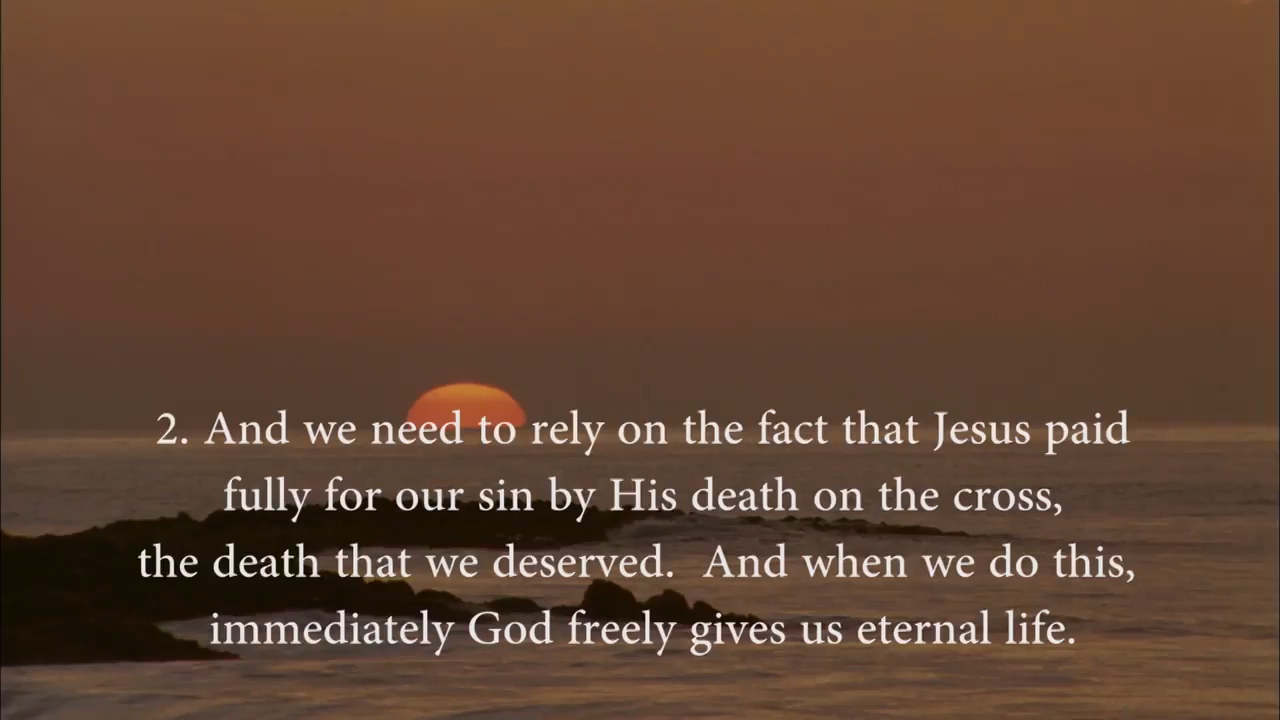 2. And we need to rely on the fact that Jesus paid
fully for our sin by His death on the cross,
the death that we deserved.  And when we do this,
immediately God freely gives us eternal life.